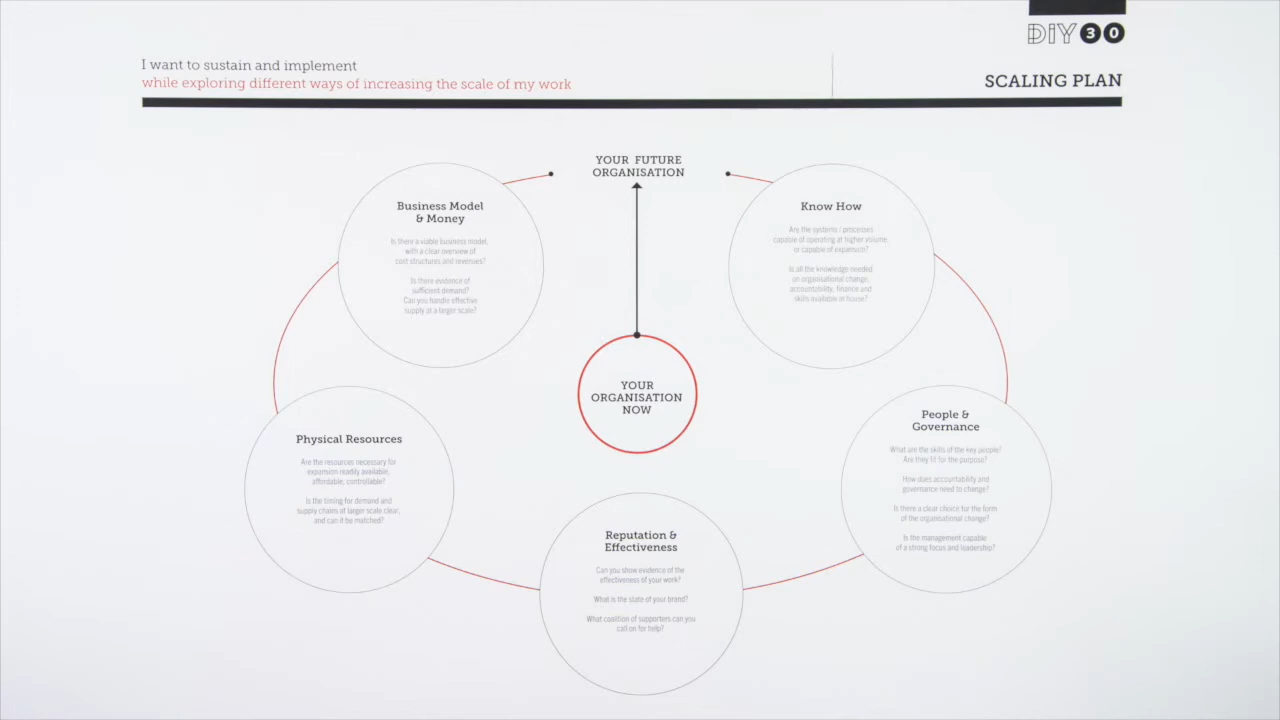 DIY30
I want to sustain and implement
while exploring different ways of increasing the scale of my work
SCALING PLAN
YOUR FUTURE
ORGANISATION
Business Model
& Money
Is there a viable business model,
with a clear overview of
cost structures and revenues?
Is there evidence of
sufficient demand?
Can you handle effective
supply at a larger scale?
Know How
Are the systems / processes
capable of operating at higher volume,
or capable of expansion?
Is all the knowledge needed
on organisational change,
accountability, finance and
skills available in house?
YOUR
ORGANISATION
NOW
Physical Resources
Are the resources necessary for
expansion readily available,
affordable, controllable?
Is the timing for demand and
supply chains at larger scale clear,
and can it be matched?
People &
Governance
What are the skills of the key people?
Are they fit for the purpose?
How does accountability and
governance need to change?
Is there a clear choice for the form
of the organisational change?
Is the management capable
of a strong focus and leadership?
Reputation &
Effectiveness
Can you show evidence of the
effectiveness of your work?
What is the state of your brand?
What coalition of supporters can you
call on for help?